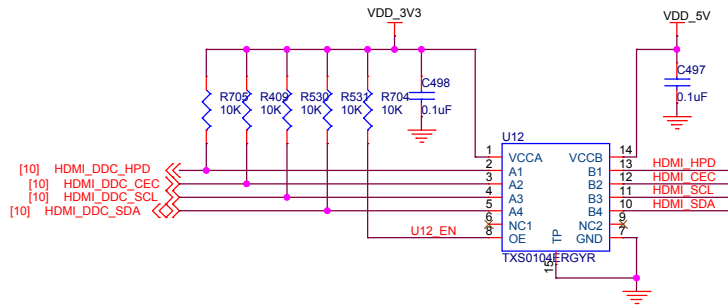 VDD_3V3
VDD_5V
R705
10K
R409
10K
R530
10K
R531
10K
R704
10K
C498
0.1uF
C497
0.1uF
U12
1
VCCA
VCCB
14
[10] HDMI_DDC_HPD
2
A1
B1
13
HDMI_HPD
[10] HDMI_DDC_CEC
3
A2
B2
12
HDMI_CEC
[10] HDMI_DDC_SCL
4
A3
B3
11
HDMI_SCL
[10] HDMI_DDC_SDA
5
A4
B4
10
HDMI_SDA
6
NC1
NC2
9
U12_EN
8
OE
TP
GND
7
15
TXS0104ERGYR